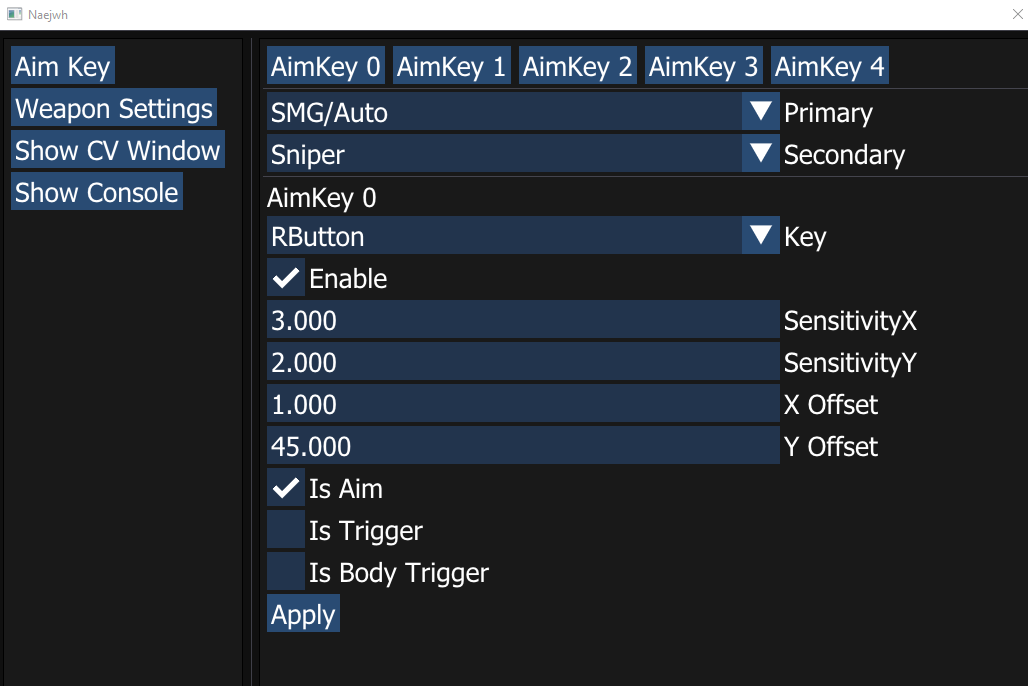 Naejwh
Aim Key
Weapon Settings
Show CV Window
Show Console
AimKey 0 AimKey 1 AimKey 2 AimKey 3 AimKey 4
SMG/Auto Primary
Sniper Secondary
AimKey 0
RButton Key
Enable
3.000 SensitivityX
2.000 SensitivityY
1.000 X Offset
45.000 Y Offset
Is Aim
Is Trigger
Is Body Trigger
Apply